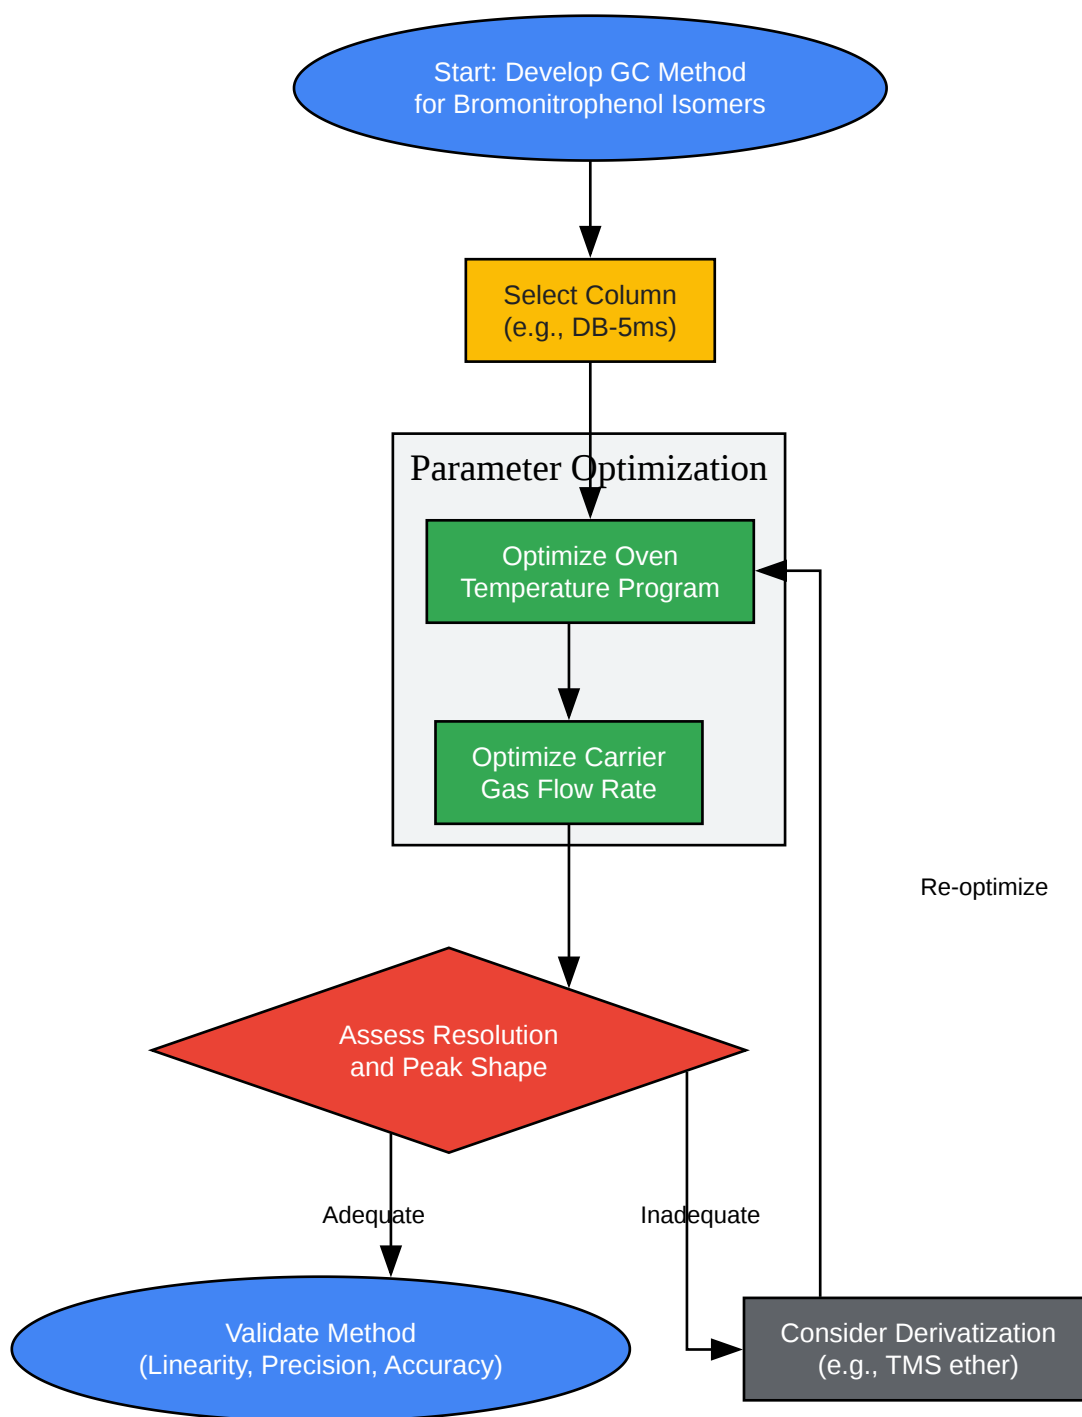 Start: Develop GC Method
for Bromonitrophenol Isomers
Select Column
(e.g., DB-5ms)
Parameter Optimization
Optimize Oven
Temperature Program
Optimize Carrier
Gas Flow Rate
Re-optimize
Assess Resolution
and Peak Shape
Adequate
Inadequate
Validate Method
(Linearity, Precision, Accuracy)
Consider Derivatization
(e.g., TMS ether)